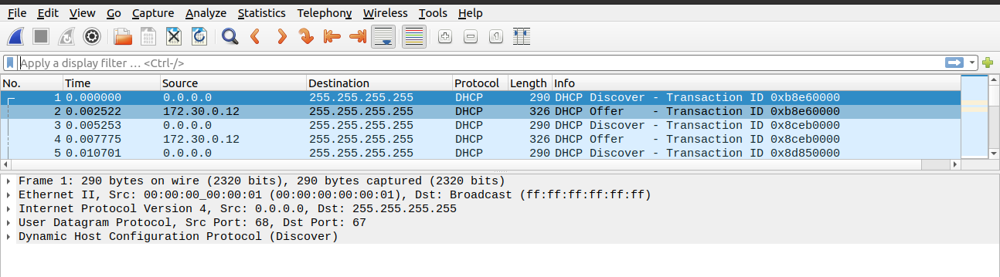 File Edit View Go Capture Analyze Statistics Telephony Wireless Tools Help
Apply a display filter … <Ctrl-/>
No. Time Source Destination Protocol Length Info
1 0.000000 0.0.0.0 255.255.255.255 DHCP 290 DHCP Discover - Transaction ID 0xb8e60000
2 0.002522 172.30.0.12 255.255.255.255 DHCP 326 DHCP Offer - Transaction ID 0xb8e60000
3 0.005253 0.0.0.0 255.255.255.255 DHCP 290 DHCP Discover - Transaction ID 0x8ceb0000
4 0.007775 172.30.0.12 255.255.255.255 DHCP 326 DHCP Offer - Transaction ID 0x8ceb0000
5 0.010701 0.0.0.0 255.255.255.255 DHCP 290 DHCP Discover - Transaction ID 0x8d850000
Frame 1: 290 bytes on wire (2320 bits), 290 bytes captured (2320 bits)
Ethernet II, Src: 00:00:00_00:00:01 (00:00:00:00:00:01), Dst: Broadcast (ff:ff:ff:ff:ff:ff)
Internet Protocol Version 4, Src: 0.0.0.0, Dst: 255.255.255.255
User Datagram Protocol, Src Port: 68, Dst Port: 67
Dynamic Host Configuration Protocol (Discover)